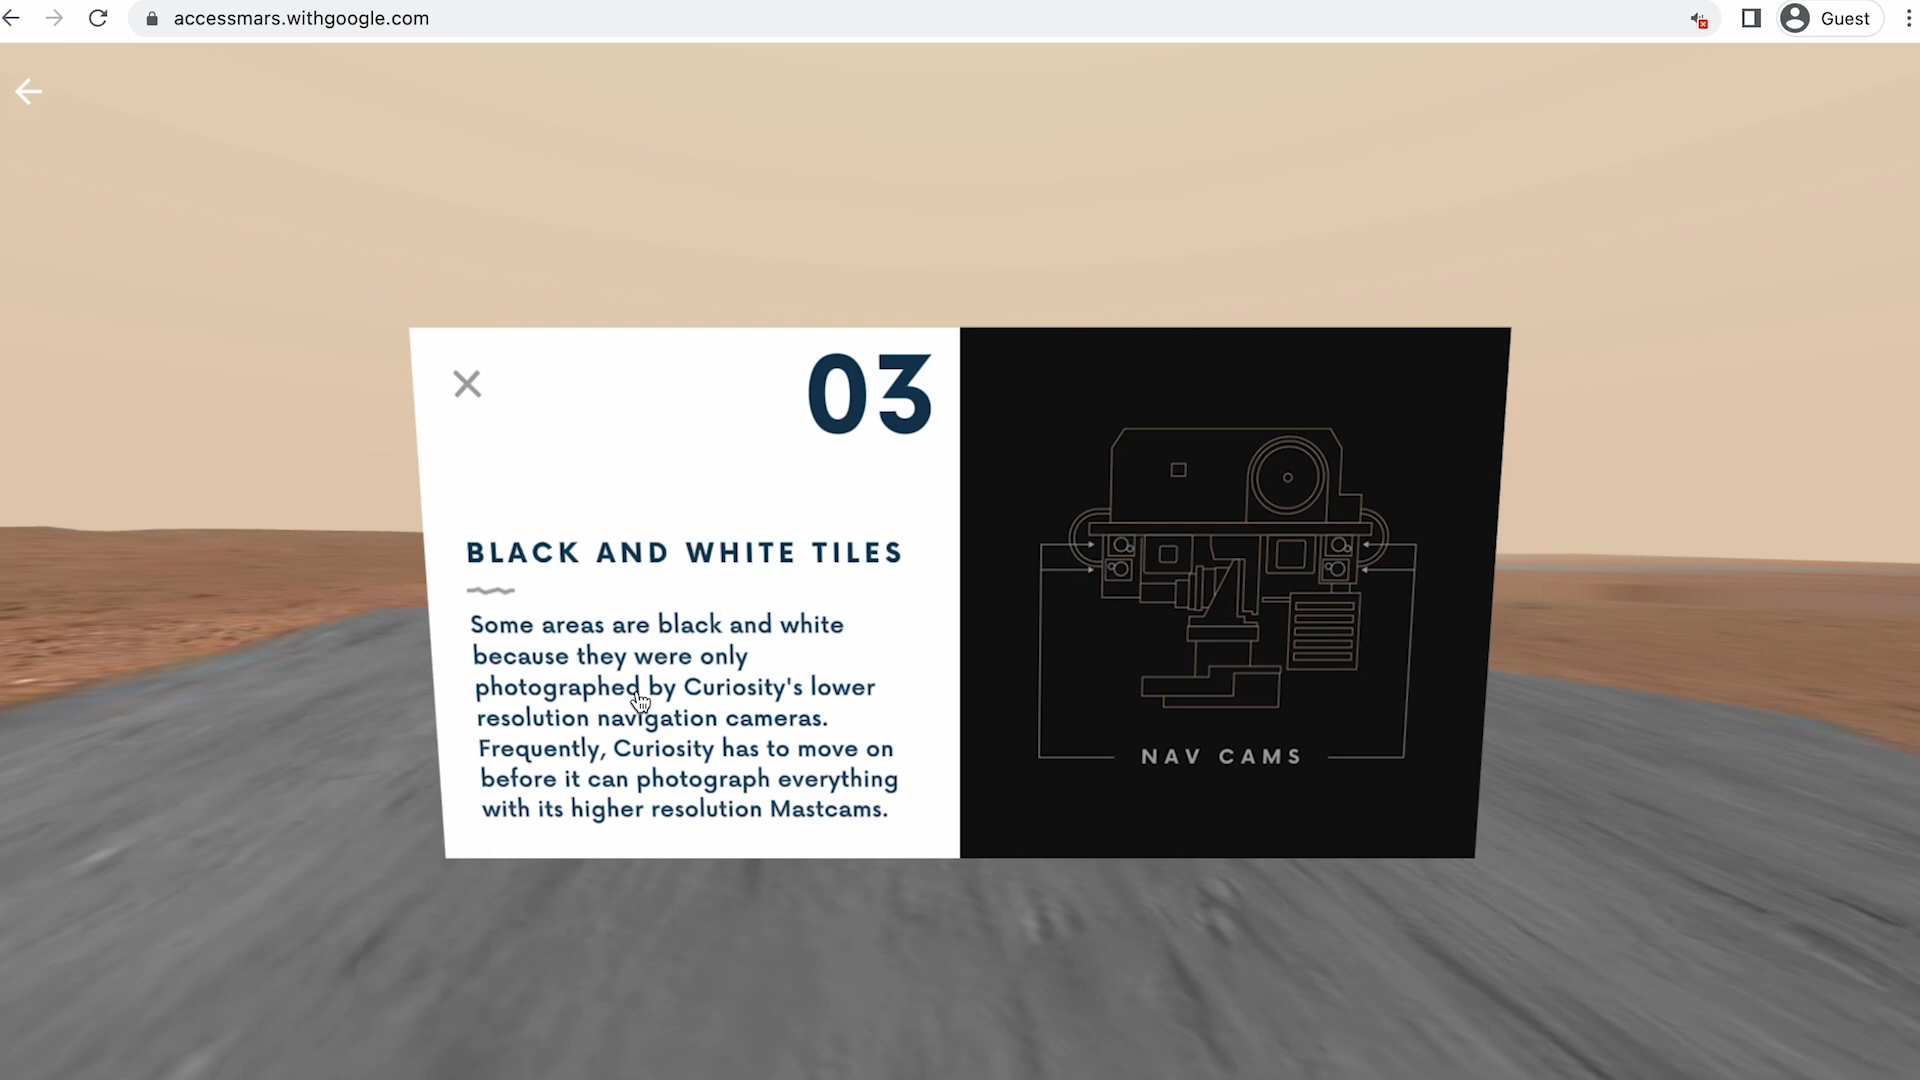 accessmars.withgoogle.com
Guest
03
BLACK AND WHITE TILES
Some areas are black and white
because they were only
photographed by Curiosity's lower
resolution navigation cameras.
Frequently, Curiosity has to move on
before it can photograph everything
with its higher resolution Mastcams.
NAV CAMS